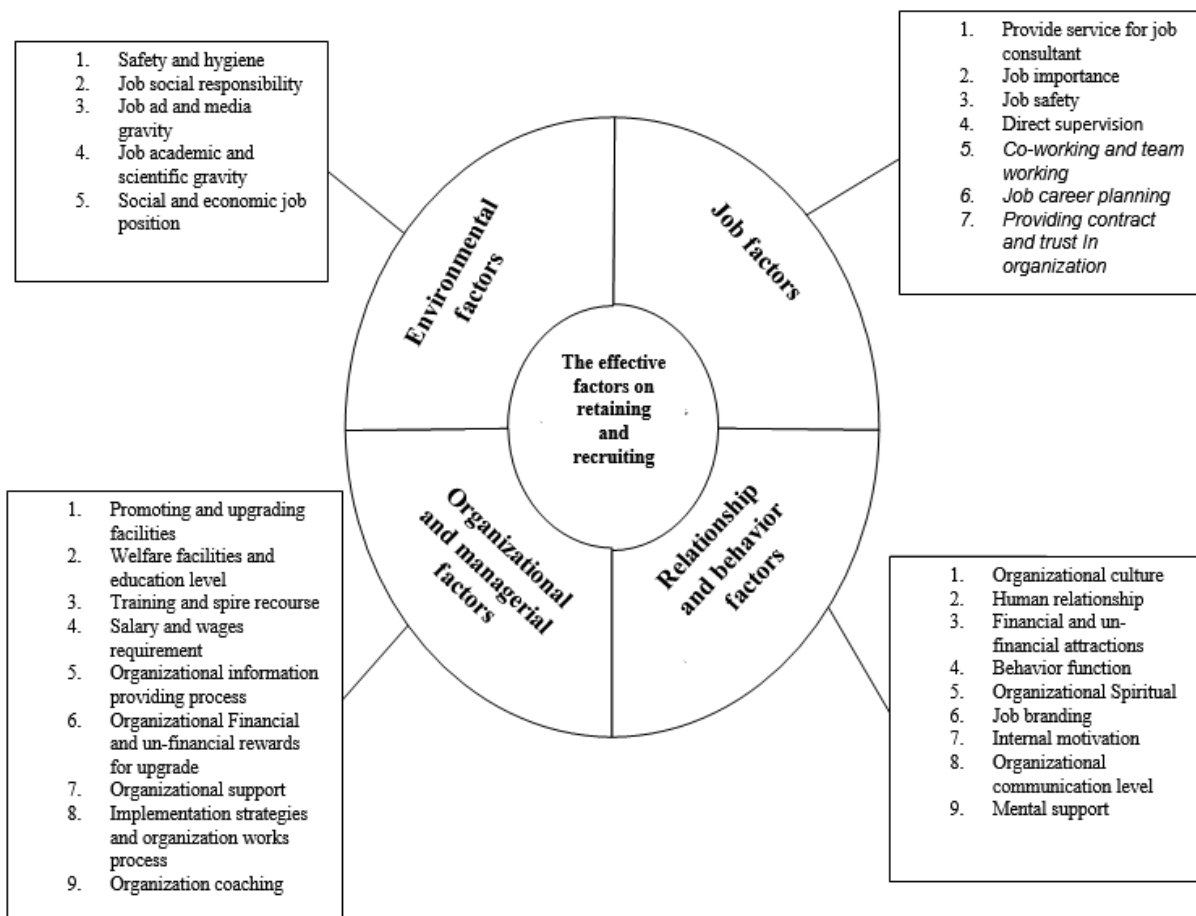 1. Safety and hygiene
2. Job social responsibility
3. Job ad and media
gravity
4. Job academic and
scientific gravity
5. Social and economic job
position
1. Provide service for job
consultant
2. Job importance
3. Job safety
4. Direct supervision
5. Co-working and team
working
6. Job career planning
7. Providing contract
and trust In
organization
Environmental
factors
Job factors
The effective
factors on
retaining
and
recruiting
Organizational
and managerial
factors
Relationship
and behavior
factors
1. Promoting and upgrading
facilities
2. Welfare facilities and
education level
3. Training and spire recourse
4. Salary and wages
requirement
5. Organizational information
providing process
6. Organizational Financial
and un-financial rewards
for upgrade
7. Organizational support
8. Implementation strategies
and organization works
process
9. Organization coaching
1. Organizational culture
2. Human relationship
3. Financial and un-
financial attractions
4. Behavior function
5. Organizational Spiritual
6. Job branding
7. Internal motivation
8. Organizational
communication level
9. Mental support